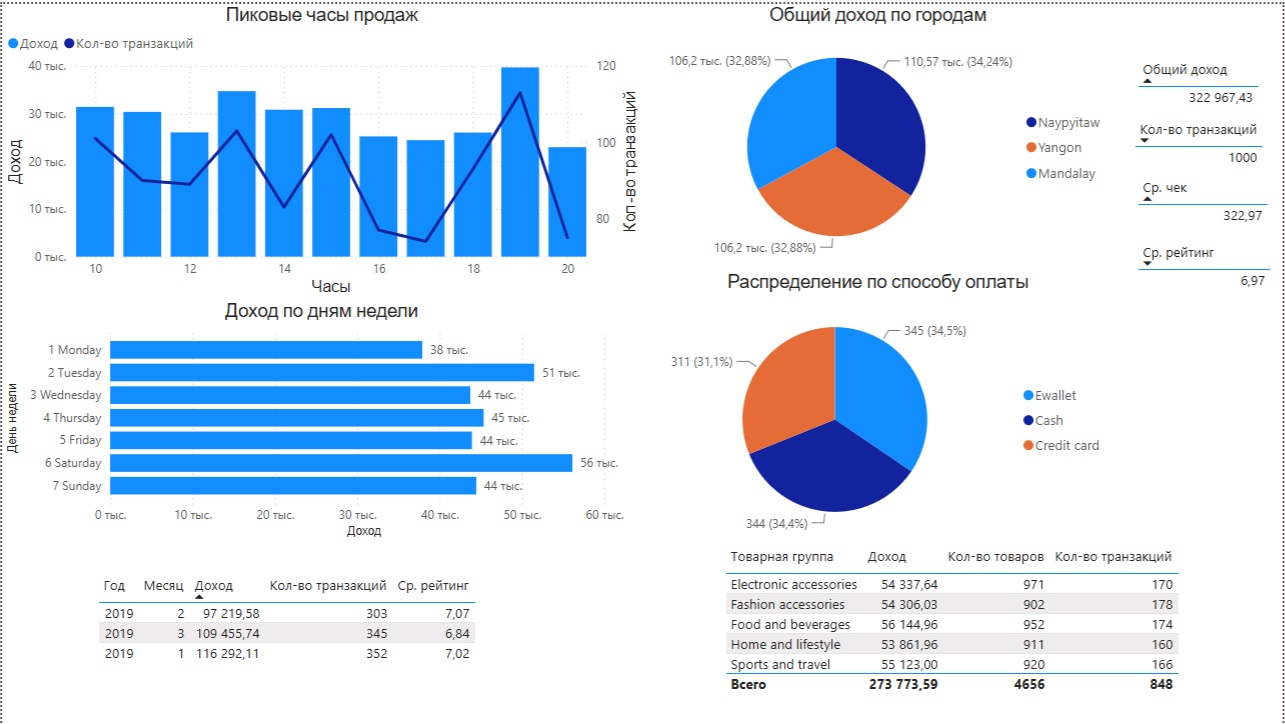 Пиковые часы продаж
Доход Кол-во транзакций
40 тыс.
30 тыс.
20 тыс.
10 тыс.
0 тыс.
Доход
120
100
80
Кол-во транзакций
10 12 14 16 18 20
Часы
Общий доход по городам
106,2 тыс. (32,88%)
110,57 тыс. (34,24%)
106,2 тыс. (32,88%)
Naypyitaw
Yangon
Mandalay
Общий доход
322 967,43
Кол-во транзакций
1000
Ср. чек
322,97
Ср. рейтинг
6,97
Доход по дням недели
День недели
1 Monday 38 тыс.
2 Tuesday 51 тыс.
3 Wednesday 44 тыс.
4 Thursday 45 тыс.
5 Friday 44 тыс.
6 Saturday 56 тыс.
7 Sunday 44 тыс.
0 тыс. 10 тыс. 20 тыс. 30 тыс. 40 тыс. 50 тыс. 60 тыс.
Доход
Распределение по способу оплаты
311 (31,1%)
345 (34,5%)
344 (34,4%)
Ewallet
Cash
Credit card
Год Месяц Доход Кол-во транзакций Ср. рейтинг
2019 2 97 219,58 303 7,07
2019 3 109 455,74 345 6,84
2019 1 116 292,11 352 7,02
Товарная группа Доход Кол-во товаров Кол-во транзакций
Electronic accessories 54 337,64 971 170
Fashion accessories 54 306,03 902 178
Food and beverages 56 144,96 952 174
Home and lifestyle 53 861,96 911 160
Sports and travel 55 123,00 920 166
Всего 273 773,59 4656 848